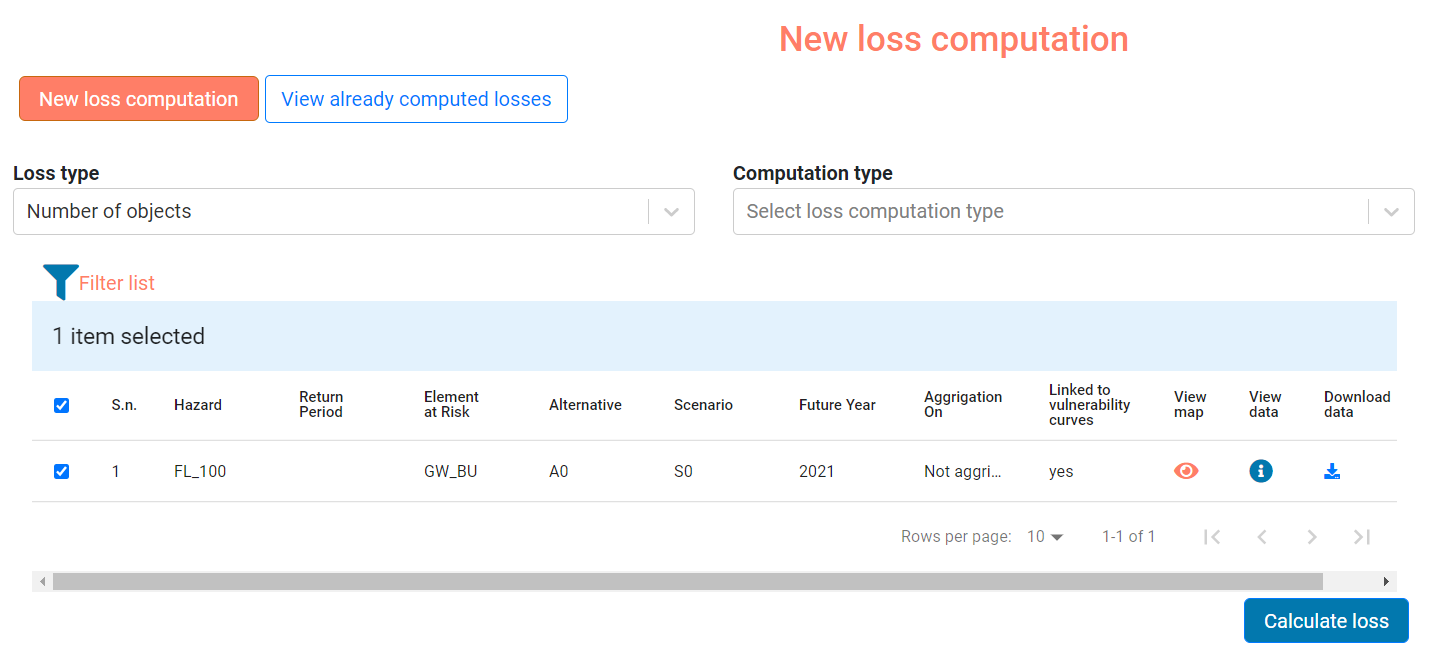 New loss computation
New loss computation
View already computed losses
Loss type
Computation type
Number of objects
Select loss computation type
Filter list
1 item selected
S.n.
Hazard
Return
Period
Element
at Risk
Alternative
Scenario
Future Year
Aggrigation
On
Linked to
vulnerability
curves
View
map
View
data
Download
data
1
FL_100
GW_BU
A0
S0
2021
Not aggri...
yes
Rows per page:
10
1-1 of 1
Calculate loss